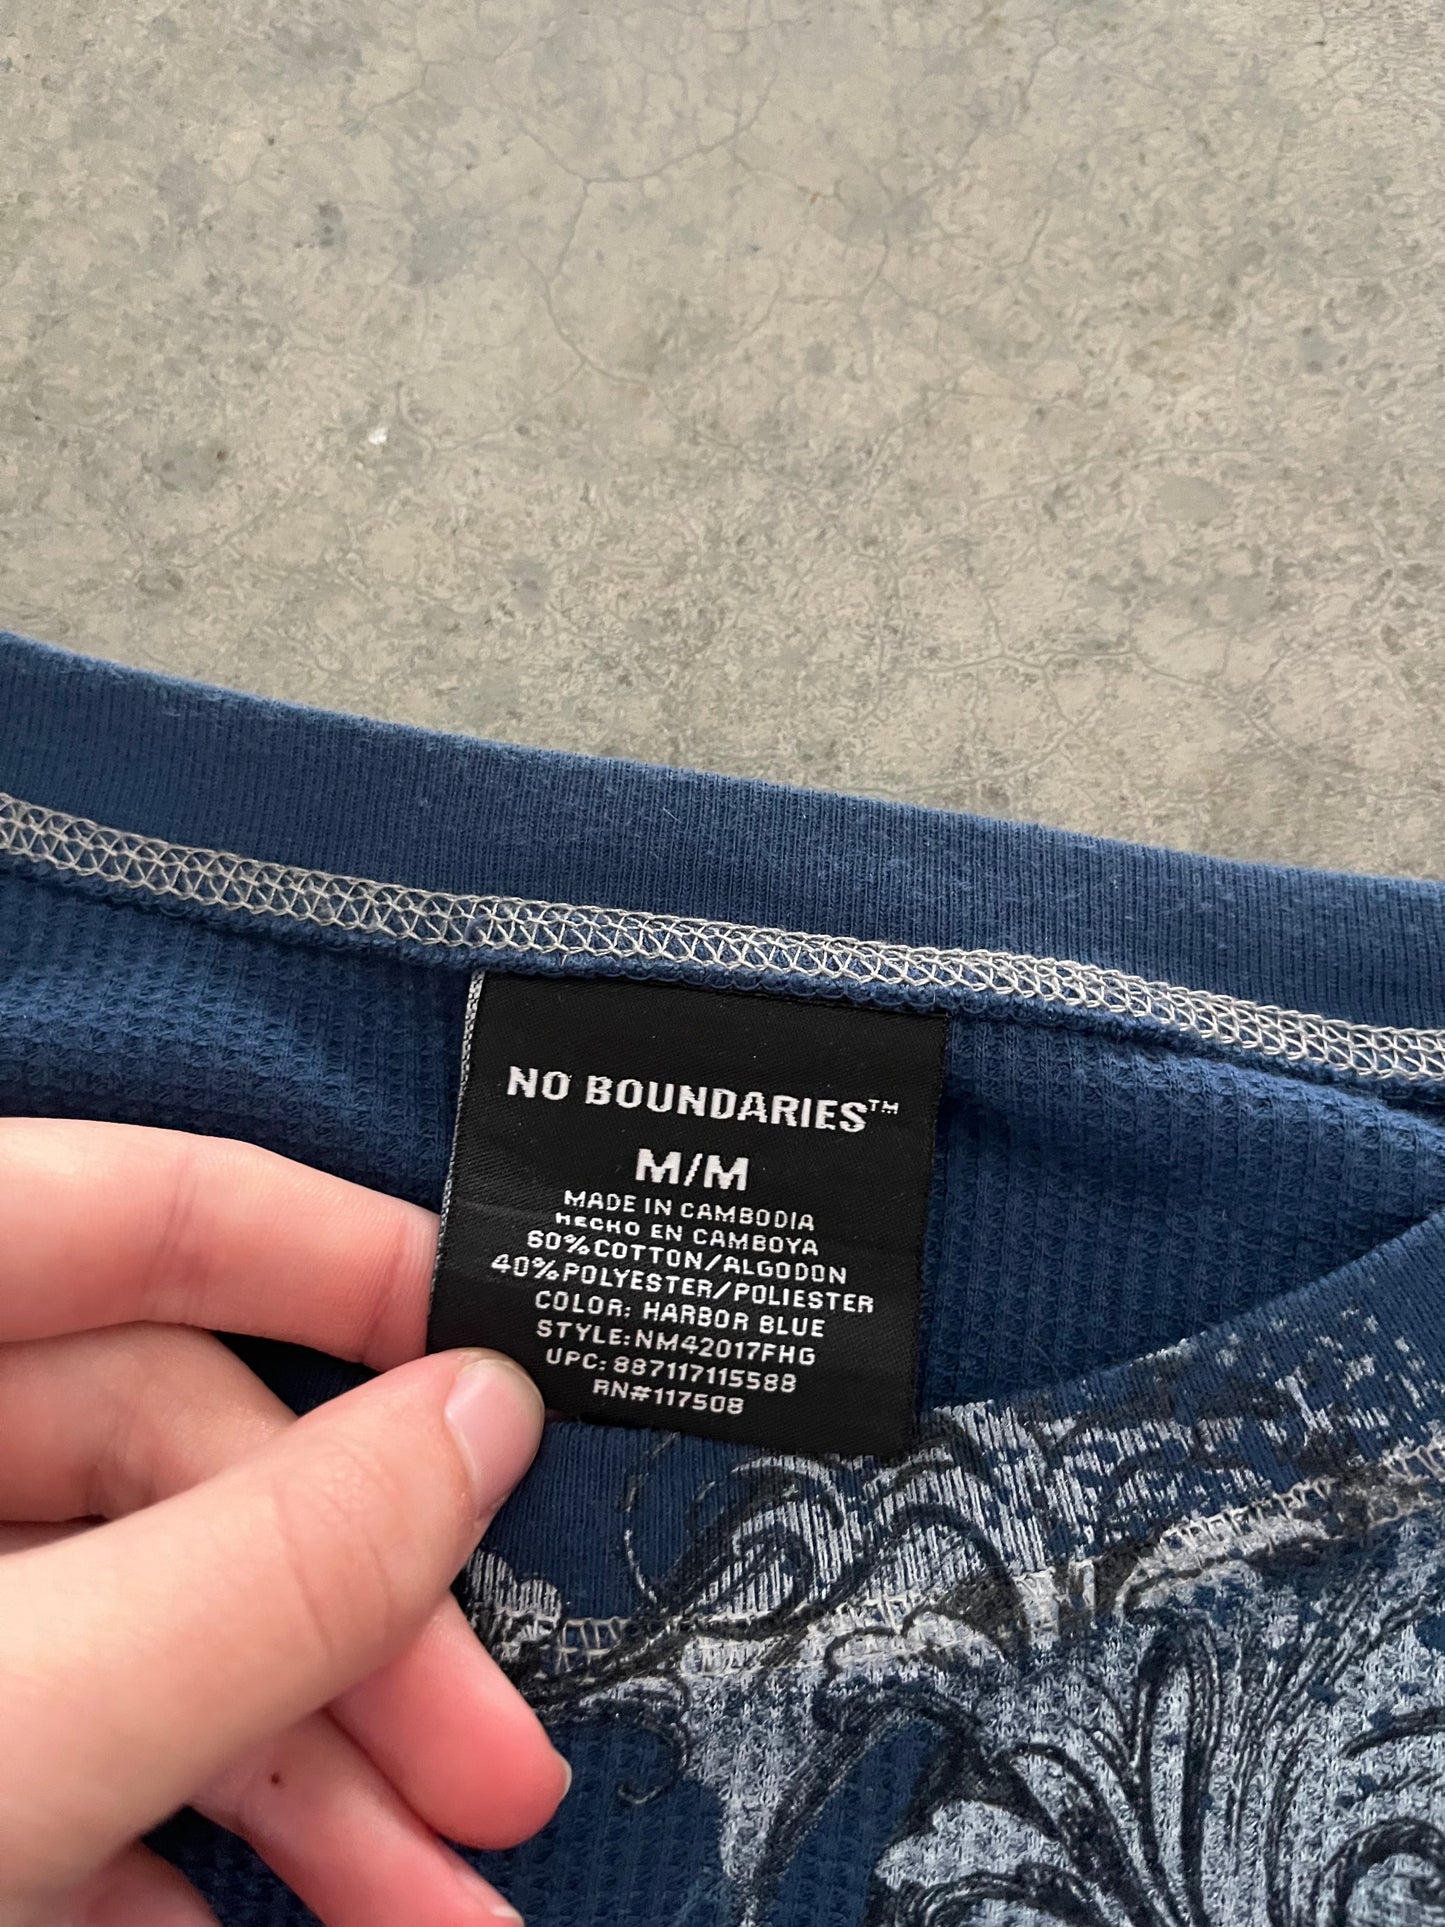 NO BOUNDARIES™
M/M
MADE IN CAMBODIA
HECHO EN CAMBOYA
60%COTTON/ALGODON
40%POLYESTER/POLIESTER
COLOR: HARBOR BLUE
STYLE:NM42017FHG
UPC: 887117115588
RN#117508